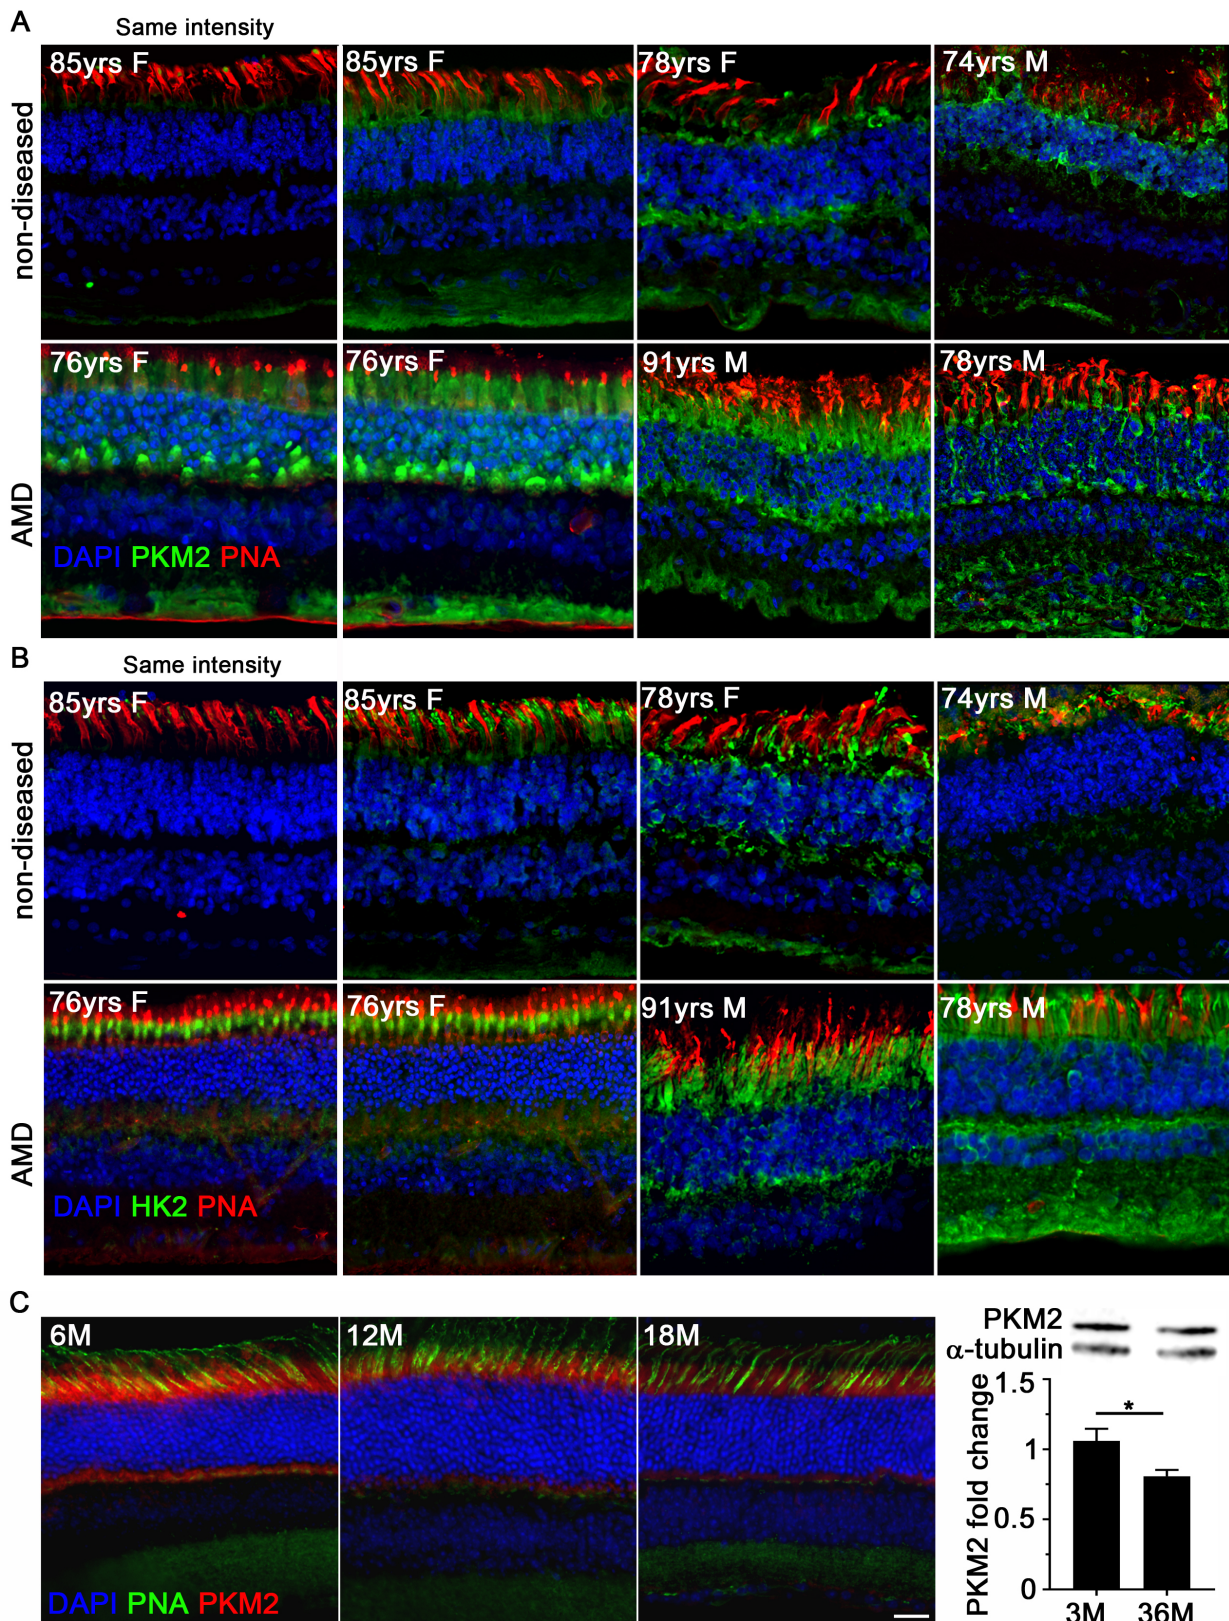 A
Same intensity
85yrs F
85yrs F
78yrs F
74yrs M
non-diseased
76yrs F
76yrs F
91yrs M
78yrs M
AMD
DAPI PKM2 PNA
B
Same intensity
85yrs F
85yrs F
78yrs F
74yrs M
non-diseased
76yrs F
76yrs F
91yrs M
78yrs M
AMD
DAPI HK2 PNA
C
6M
12M
18M
DAPI PNA PKM2
PKM2
α-tubulin
PKM2 fold change
1.5
1
0.5
0
*
3M
36M